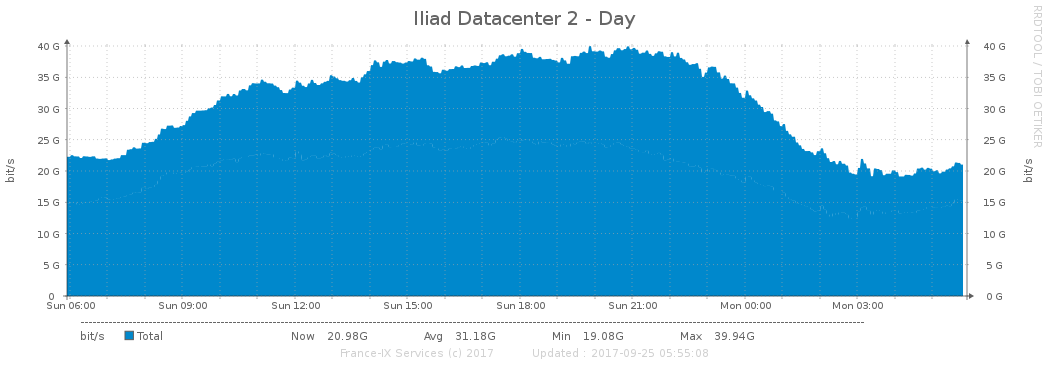 Iliad Datacenter 2 - Day
RRDTOOL / TOBI OETIKER
40 G 40 G
35 G 35 G
30 G 30 G
25 G 25 G
20 G 20 G
15 G 15 G
10 G 10 G
5 G 5 G
0 0 G
bit/s bit/s
Sun 06:00 Sun 09:00 Sun 12:00 Sun 15:00 Sun 18:00 Sun 21:00 Mon 00:00 Mon 03:00
bit/s Total Now 20.98G Avg 31.18G Min 19.08G Max 39.94G
France-IX Services (c) 2017 Updated : 2017-09-25 05:55:08